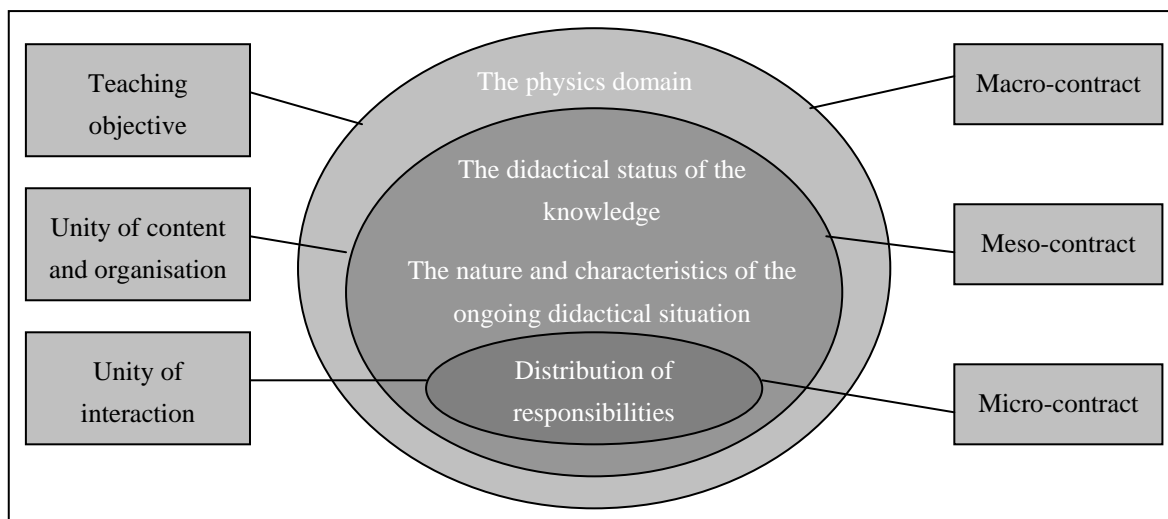 Teaching
objective
The physics domain
Macro-contract
Unity of content
and organisation
The didactical status of the
knowledge
The nature and characteristics of the
ongoing didactical situation
Meso-contract
Unity of
interaction
Distribution of
responsibilities
Micro-contract